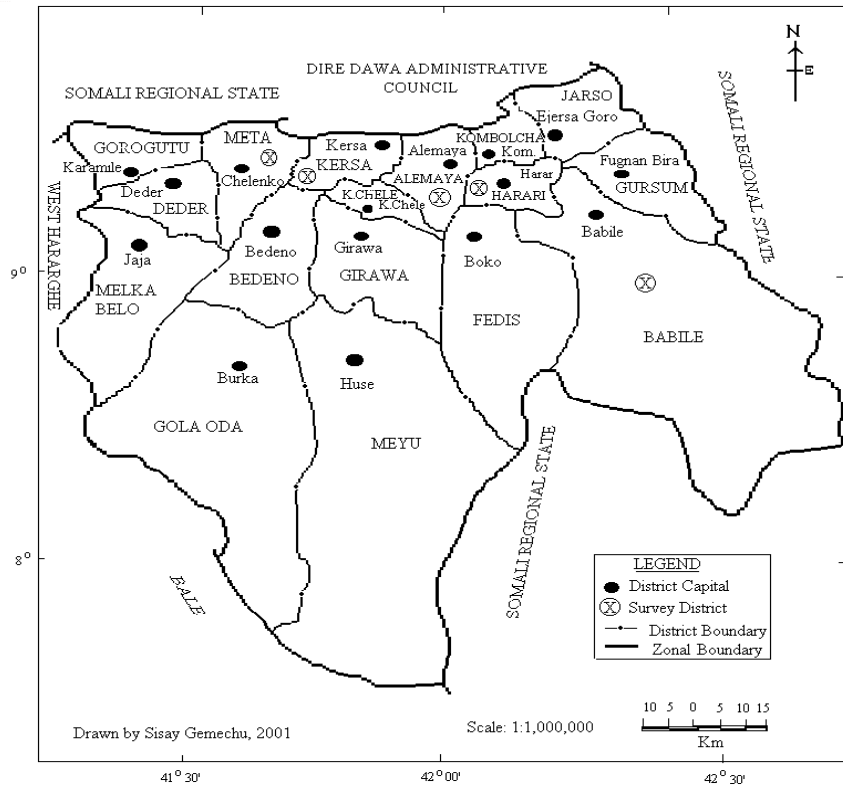 N
E
DIRE DAWA ADMINISTRATIVE
COUNCIL
SOMALI REGIONAL STATE
SOMALI REGIONAL STATE
JARSO
Ejersa Goro
META
GOROGUTU
Kersa
KERSA
Alemaya
ALEMAYA
KOMBOLCHA
Kom.
Harar
HARARI
Fugnan Bira
GURSUM
Karamile
Deder
DEDER
Chelenko
K.CHELE
K.Chele
WEST HARARGHE
Jaja
MELKA
BELO
Bedeno
BEDENO
Girawa
GIRAWA
Boko
FEDIS
Babile
BABILE
9°
Burka
GOLA ODA
Huse
MEYU
SOMALI REGIONAL STATE
8°
BALE
LEGEND
District Capital
X Survey District
District Boundary
Zonal Boundary
X
X
X
X
X
Drawn by Sisay Gemechu, 2001
Scale: 1:1,000,000
10 5 0 5 10 15
Km
41 30'
42 00'
42 30'